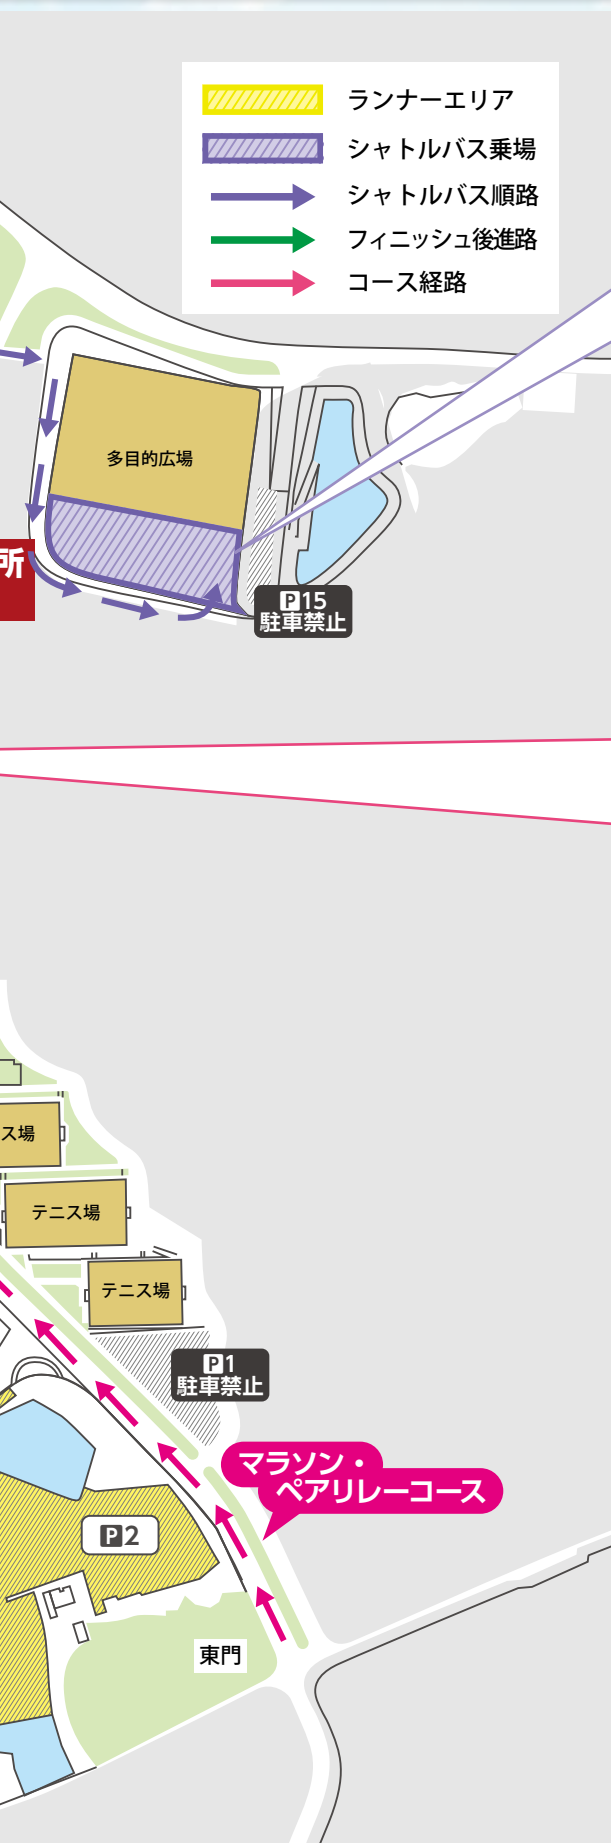 ランナーエリア
シャトルバス乗場
シャトルバス順路
フィニッシュ後進路
コース経路
多目的広場
所
P15
駐車禁止
ス場
テニス場
テニス場
P1
駐車禁止
マラソン・
ペアリレーコース
P2
東門